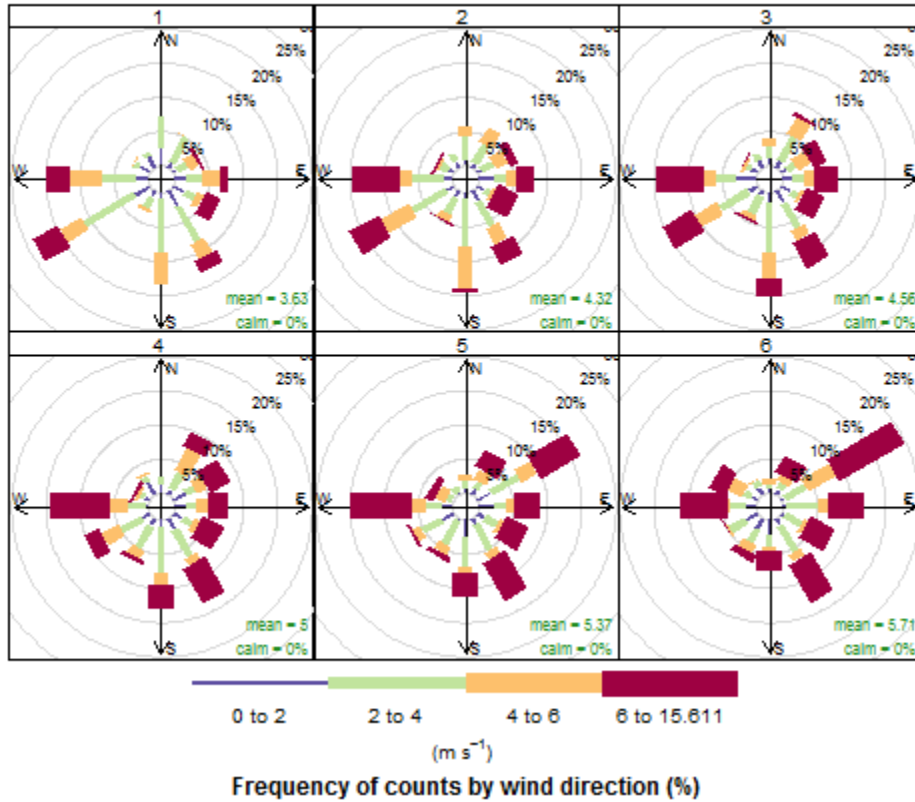 1 2 3
N N N
25% 25% 25%
20% 20% 20%
15% 15% 15%
10% 10% 10%
5% 5% 5%
W E W E W E
mean = 3.63 mean = 4.32 mean = 4.56
S calm = 0% S calm = 0% S calm = 0%
4 5 6
N N N
25% 25% 25%
20% 20% 20%
15% 15% 15%
10% 10% 10%
5% 5% 5%
W E W E W E
mean = 5 mean = 5.37 mean = 5.71
S calm = 0% S calm = 0% S calm = 0%
0 to 2 2 to 4 4 to 6 6 to 15.611
(m s⁻¹)
Frequency of counts by wind direction (%)